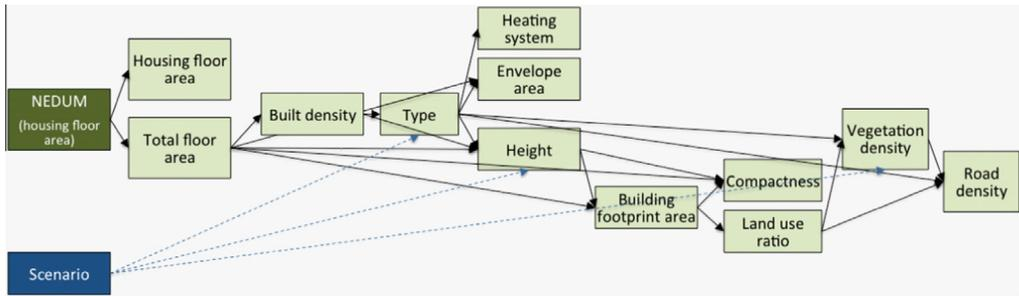 Heating
system
Housing floor
area
Envelope
area
NEDUM
(housing floor
area)
Built density
Type
Total floor
area
Height
Vegetation
density
Compactness
Road
density
Building
footprint area
Land use
ratio
Scenario